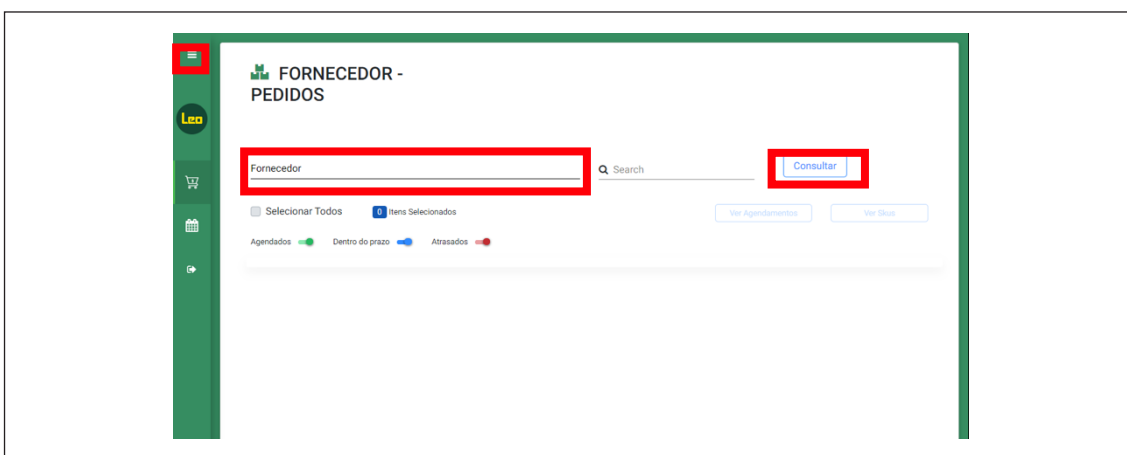 FORNECEDOR -
PEDIDOS
Leo
Fornecedor
Search
Consultar
Selecionar Todos
0 Itens Selecionados
Ver Agendamentos
Ver Skus
Agendados
Dentro do prazo
Atrasados